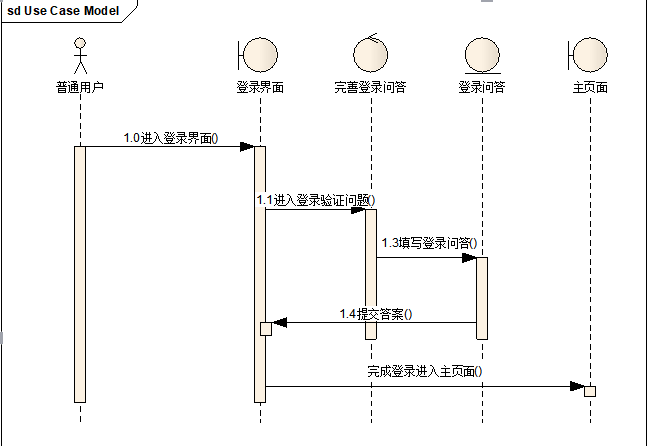 sd Use Case Model
普通用户
登录界面
完善登录问答
登录问答
主页面
1.0进入登录界面()
1.1进入登录验证问题()
1.3填写登录问答()
1.4提交答案()
完成登录进入主页面()